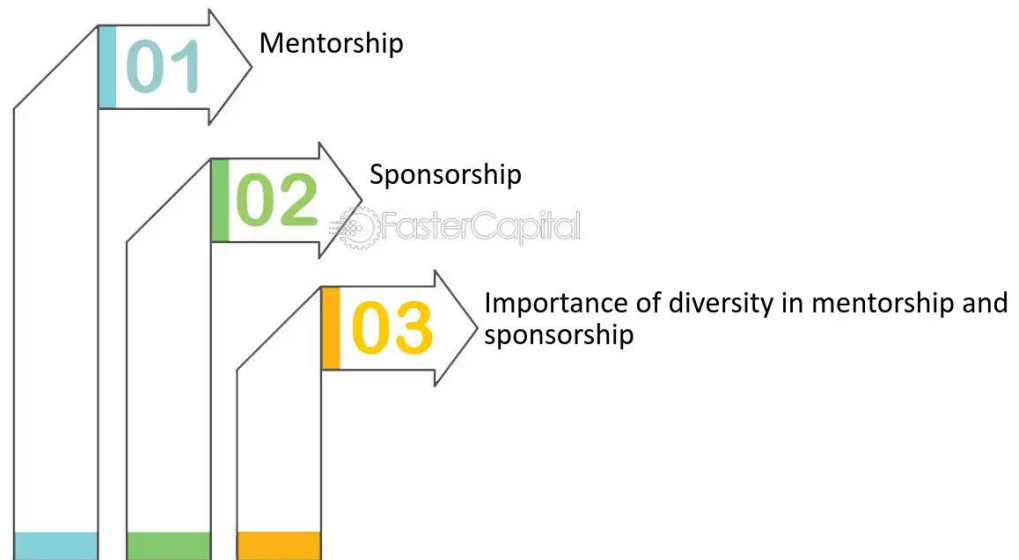 01
Mentorship
02
Sponsorship
FasterCapital
03
Importance of diversity in mentorship and
sponsorship